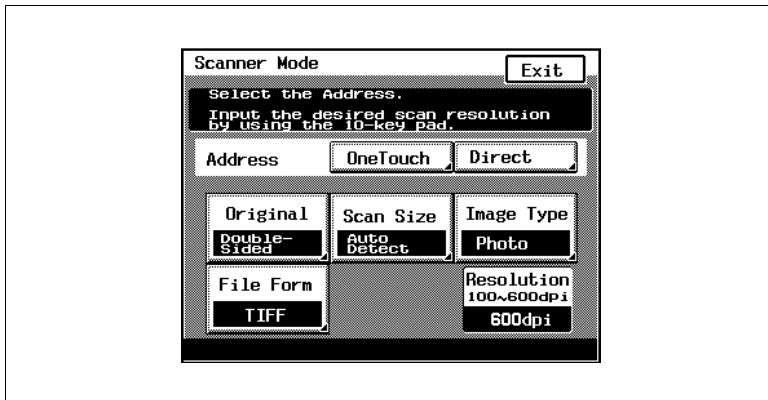 Scanner Mode
Exit
Select the Address.
Input the desired scan resolution
by using the 10-key pad.
Address
OneTouch
Direct
Original
Double-
Sided
Scan Size
Auto
Detect
Image Type
Photo
File Form
TIFF
Resolution
100~600dpi
600dpi